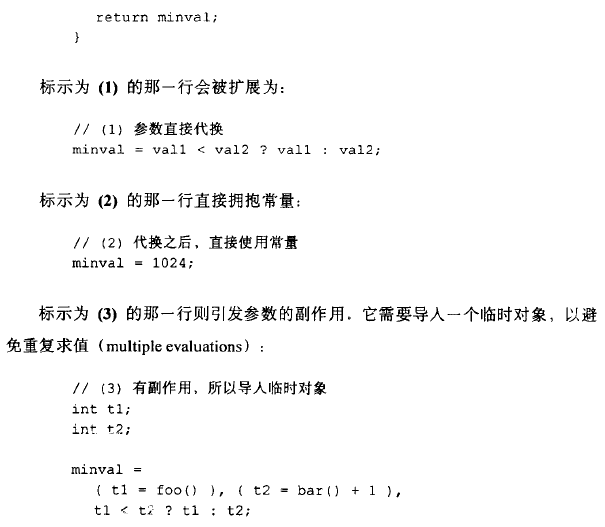 return minval;
}
标示为 (1) 的那一行会被扩展为：
// (1) 参数直接代换
minval = val1 < val2 ? val1 : val2;
标示为 (2) 的那一行直接拥抱常量：
// (2) 代换之后，直接使用常量
minval = 1024;
标示为 (3) 的那一行则引发参数的副作用。它需要导入一个临时对象，以避
免重复求值（multiple evaluations）：
// (3) 有副作用，所以导入临时对象
int t1;
int t2;
minval =
( t1 = foo() ), ( t2 = bar() + 1 ),
t1 < t2 ? t1 : t2;